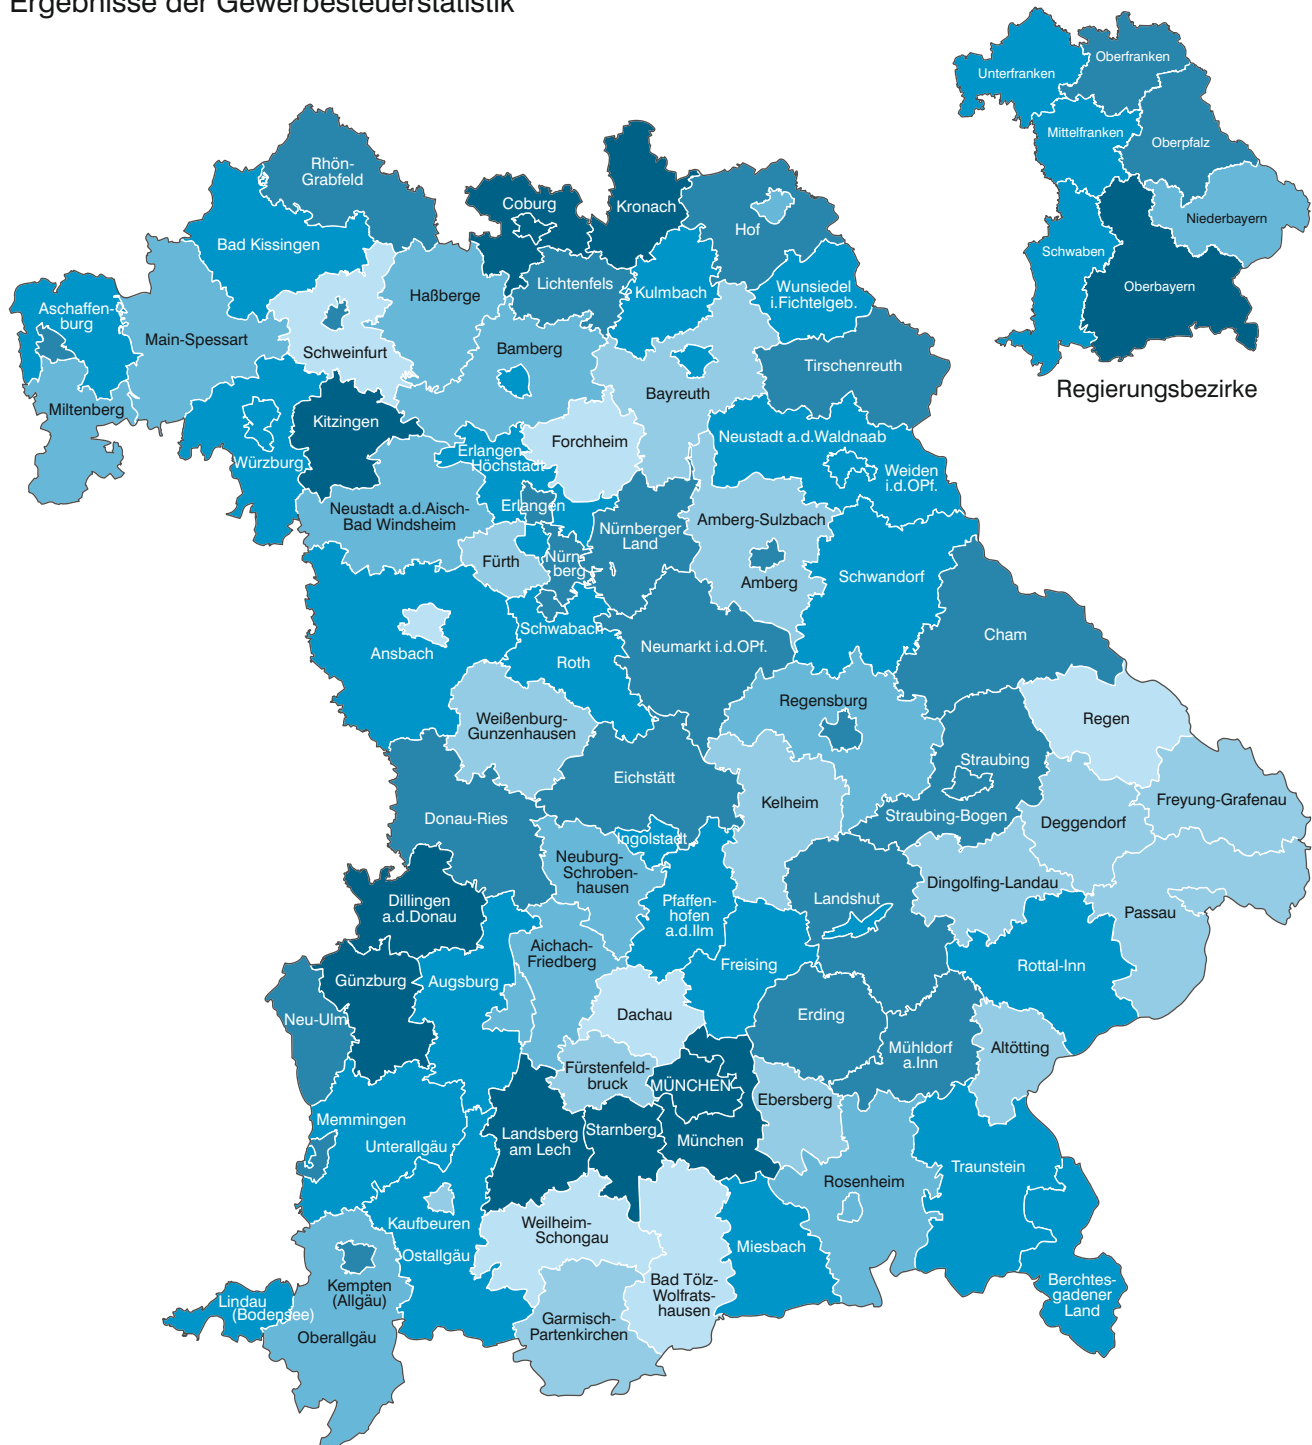 Ergebnisse der Gewerbesteuerstatistik
Unterfranken
Oberfranken
Mittelfranken
Oberpfalz
Niederbayern
Schwaben
Oberbayern
Regierungsbezirke
Rhön-
Grabfeld
Bad Kissingen
Coburg
Kronach
Hof
Lichtenfels
Kulmbach
Wunsiedel
i.Fichtelgeb.
Haßberge
Aschaffen-
burg
Main-Spessart
Schweinfurt
Bamberg
Bayreuth
Tirschenreuth
Miltenberg
Kitzingen
Würzburg
Forchheim
Erlangen-
Höchstadt
Neustadt a.d.Waldnaab
Weiden
i.d.OPf.
Neustadt a.d.Aisch-
Bad Windsheim
Erlangen
Nürnberger
Land
Amberg-Sulzbach
Amberg
Fürth
Nürn-
berg
Schwandorf
Ansbach
Schwabach
Roth
Neumarkt i.d.OPf.
Cham
Weißenburg-
Gunzenhausen
Regensburg
Regen
Eichstätt
Straubing
Straubing-Bogen
Kelheim
Deggendorf
Freyung-Grafenau
Donau-Ries
Ingolstadt
Neuburg-
Schroben-
hausen
Dillingen
a.d.Donau
Pfaffen-
hofen
a.d.Ilm
Landshut
Dingolfing-Landau
Passau
Aichach-
Friedberg
Günzburg
Augsburg
Freising
Rottal-Inn
Neu-Ulm
Dachau
Erding
Mühldorf
a.Inn
Altötting
Fürstenfeld-
bruck
MÜNCHEN
Ebersberg
Memmingen
Unterallgäu
Landsberg
am Lech
Starnberg
München
Traunstein
Rosenheim
Kaufbeuren
Ostallgäu
Weilheim-
Schongau
Miesbach
Bad Tölz-
Wolfrats-
hausen
Kempten
(Allgäu)
Oberallgäu
Lindau
(Bodensee)
Garmisch-
Partenkirchen
Berchtes-
gadener
Land